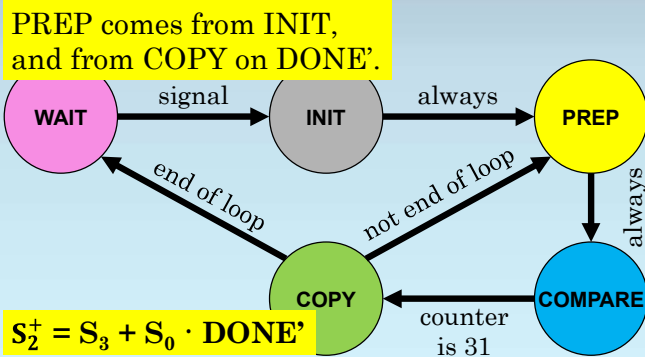 PREP comes from INIT,
and from COPY on DONE’.
WAIT
signal
INIT
always
PREP
end of loop
not end of loop
always
COPY
counter
is 31
COMPARE
S₂⁺ = S₃ + S₀ · DONE’